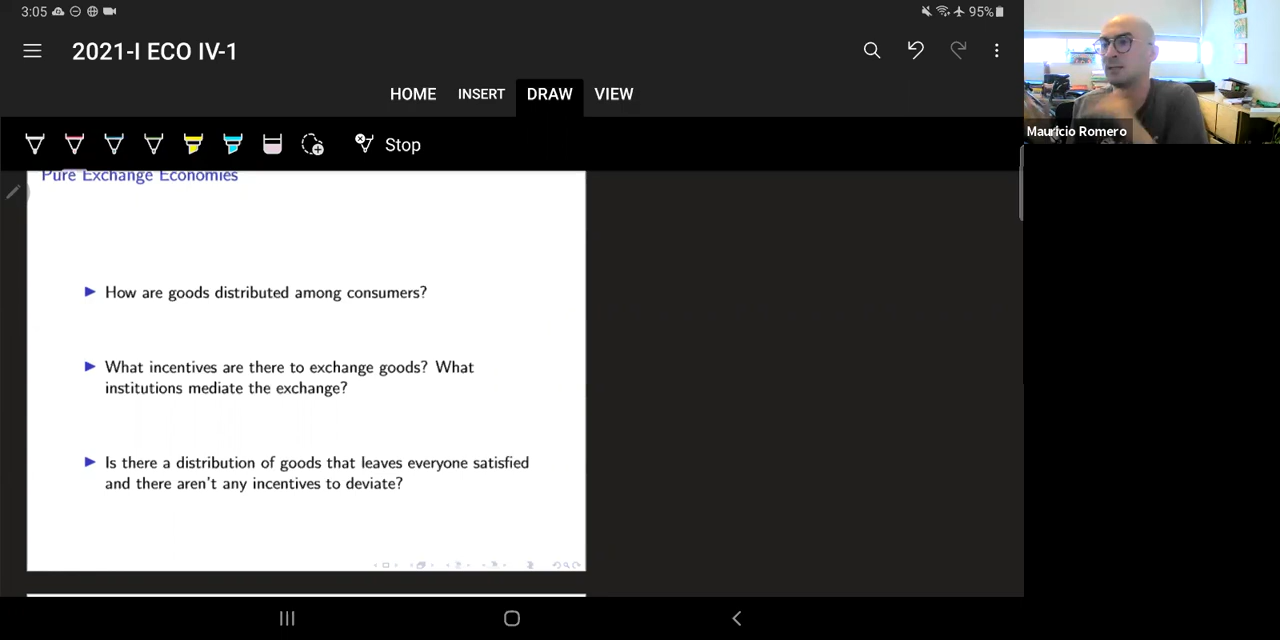 3:05
95%
2021-I ECO IV-1
HOME INSERT DRAW VIEW
Stop
Mauricio Romero
Pure Exchange Economies
How are goods distributed among consumers?
What incentives are there to exchange goods? What
institutions mediate the exchange?
Is there a distribution of goods that leaves everyone satisfied
and there aren't any incentives to deviate?